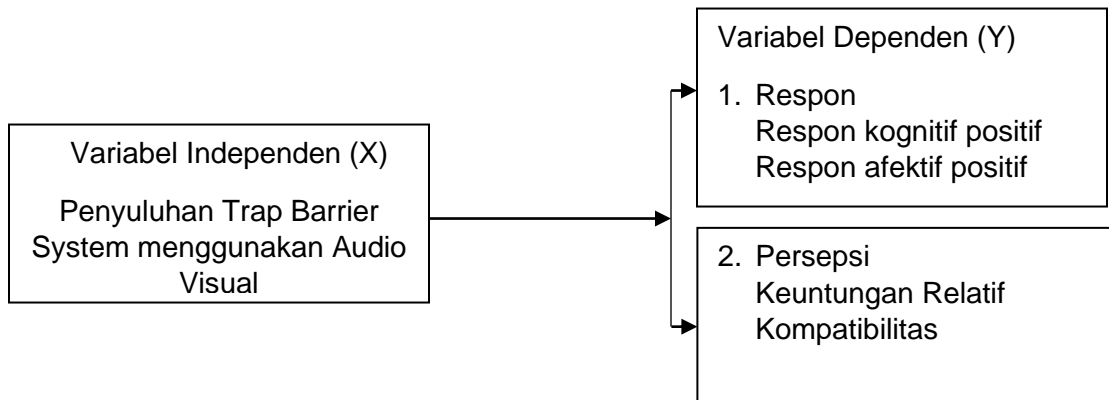 Variabel Independen (X)
Penyuluhan Trap Barrier
System menggunakan Audio
Visual
Variabel Dependen (Y)
1. Respon
Respon kognitif positif
Respon afektif positif
2. Persepsi
Keuntungan Relatif
Kompatibilitas